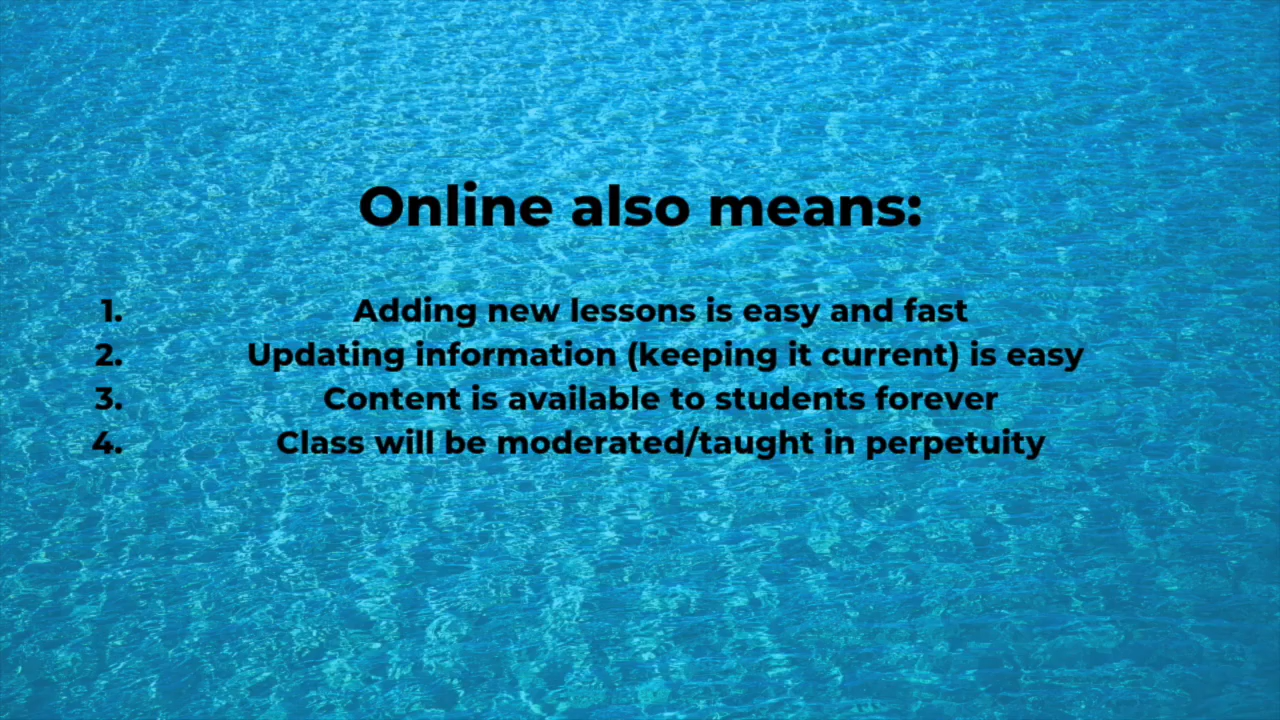 Online also means:
1. Adding new lessons is easy and fast
2. Updating information (keeping it current) is easy
3. Content is available to students forever
4. Class will be moderated/taught in perpetuity